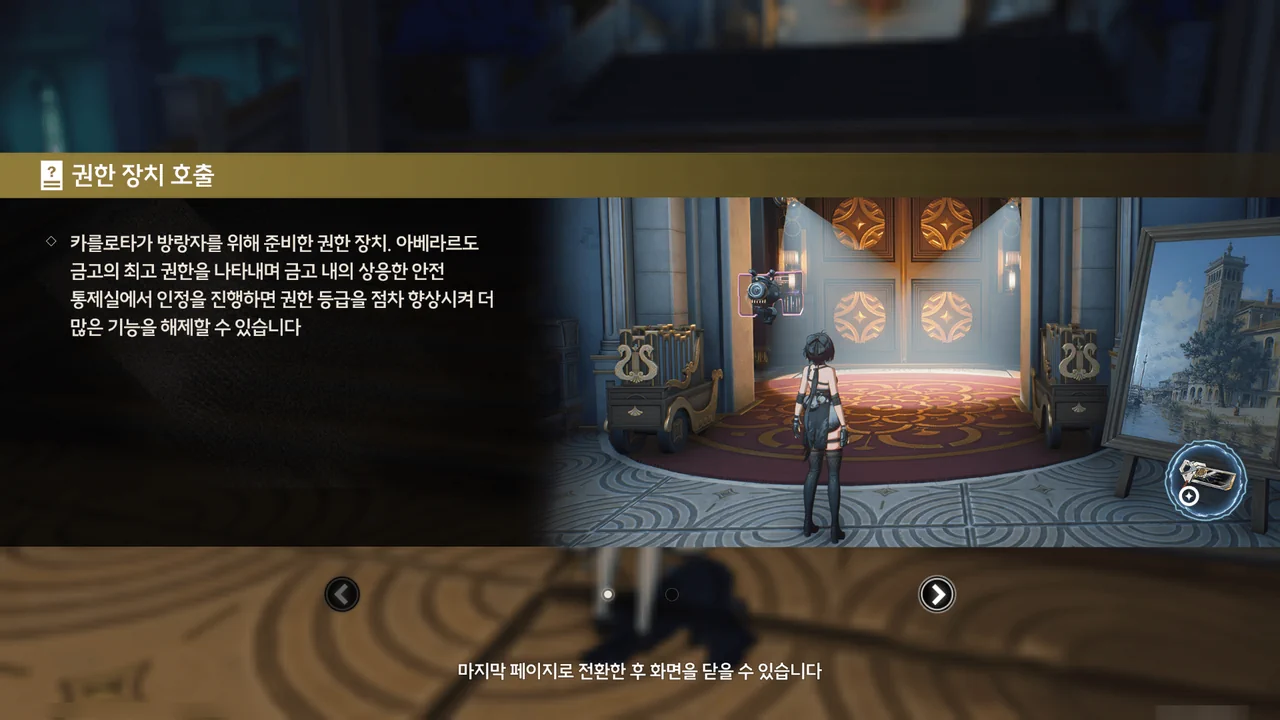 권한 장치 호출
카를로타가 방랑자를 위해 준비한 권한 장치. 아베라르도
금고의 최고 권한을 나타내며 금고 내의 상응한 안전
통제실에서 인정을 진행하면 권한 등급을 점차 향상시켜 더
많은 기능을 해제할 수 있습니다
마지막 페이지로 전환한 후 화면을 닫을 수 있습니다